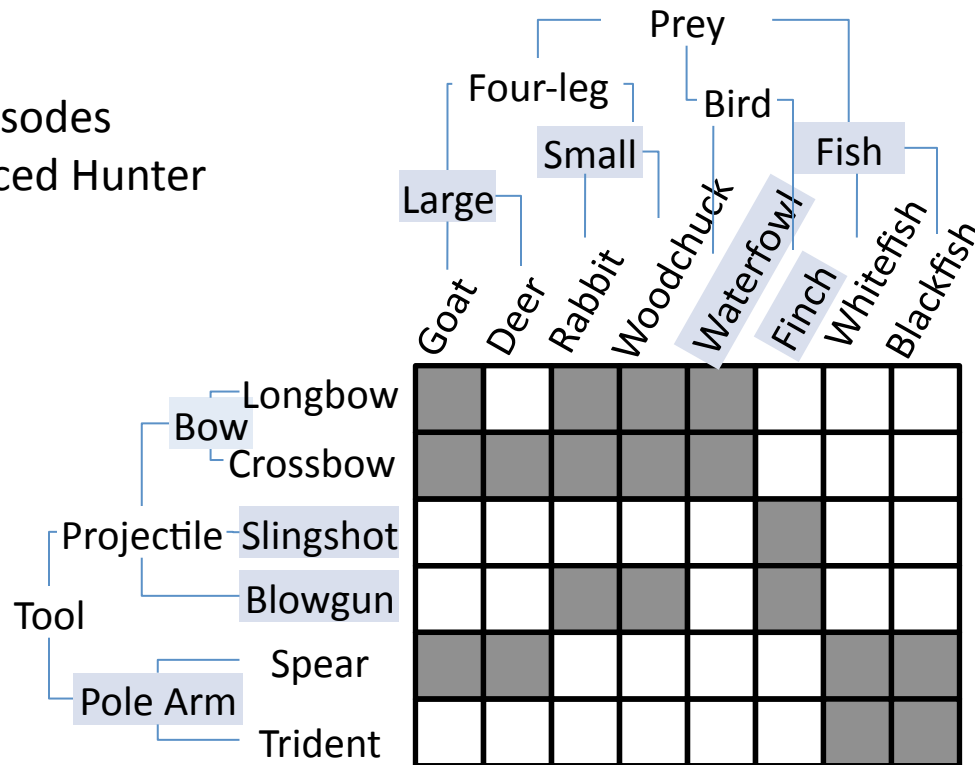 Prey
Four-leg
Bird
sodes
Small
Fish
ced Hunter
Large
Goat
Deer
Rabbit
Woodchuck
Waterfowl
Finch
Whitefish
Blackfish
Longbow
Bow
Crossbow
Projectile
Slingshot
Blowgun
Tool
Spear
Pole Arm
Trident